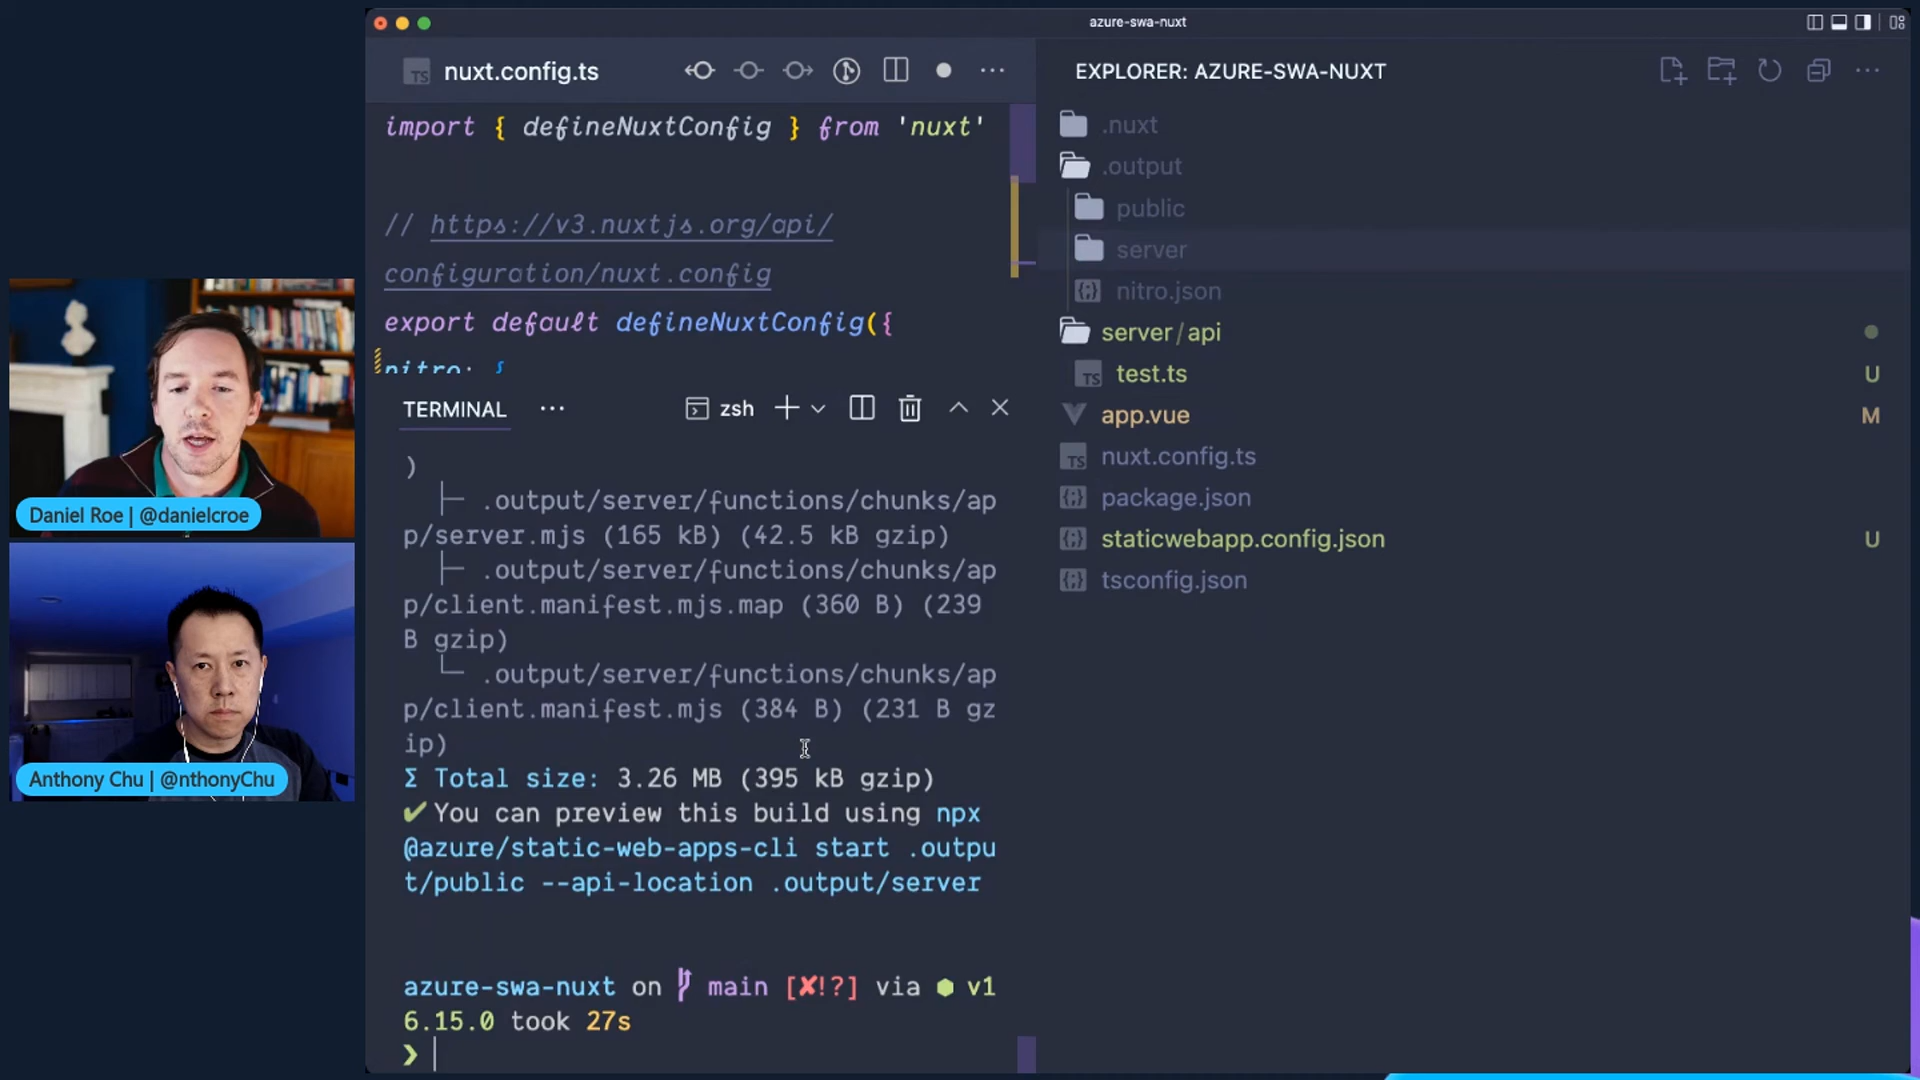 azure-swa-nuxt
TS nuxt.config.ts
import { defineNuxtConfig } from 'nuxt'
// https://v3.nuxtjs.org/api/
configuration/nuxt.config
export default defineNuxtConfig({
nitro: {
TERMINAL
zsh
)
├─ .output/server/functions/chunks/ap
p/server.mjs (165 kB) (42.5 kB gzip)
├─ .output/server/functions/chunks/ap
p/client.manifest.mjs.map (360 B) (239
B gzip)
└─ .output/server/functions/chunks/ap
p/client.manifest.mjs (384 B) (231 B gz
ip)
Σ Total size: 3.26 MB (395 kB gzip)
✔ You can preview this build using npx
@azure/static-web-apps-cli start .outpu
t/public --api-location .output/server
azure-swa-nuxt on main [✘!?] via ⬢ v1
6.15.0 took 27s
❯
EXPLORER: AZURE-SWA-NUXT
.nuxt
.output
public
server
{;} nitro.json
server/api
TS test.ts U
app.vue M
TS nuxt.config.ts
{;} package.json
{;} staticwebapp.config.json U
{;} tsconfig.json
Daniel Roe | @danielcroe
Anthony Chu | @nthonyChu